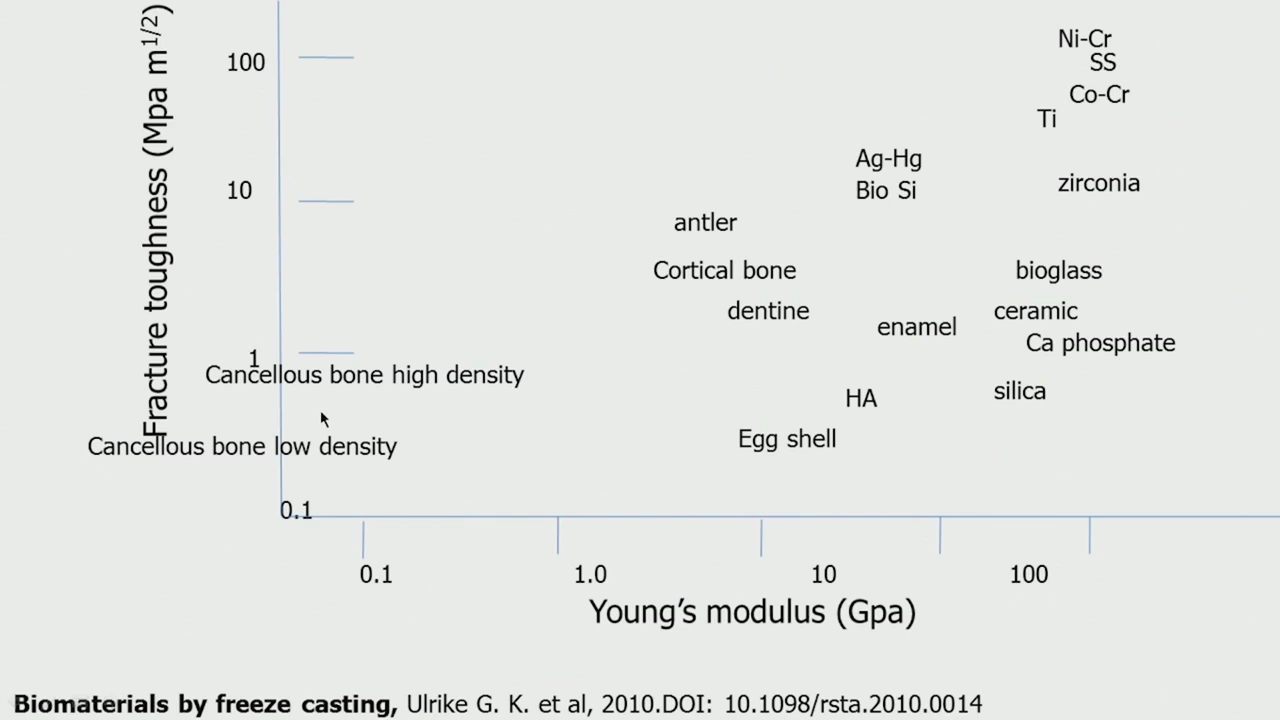 Fracture toughness (Mpa m1/2)
Ni-Cr
100
SS
Co-Cr
Ti
Ag-Hg
10
Bio Si
zirconia
antler
Cortical bone
bioglass
dentine
ceramic
enamel
Ca phosphate
1
Cancellous bone high density
silica
HA
Egg shell
Cancellous bone low density
0.1
0.1 1.0 10 100
Young’s modulus (Gpa)
Biomaterials by freeze casting, Ulrike G. K. et al, 2010.DOI: 10.1098/rsta.2010.0014